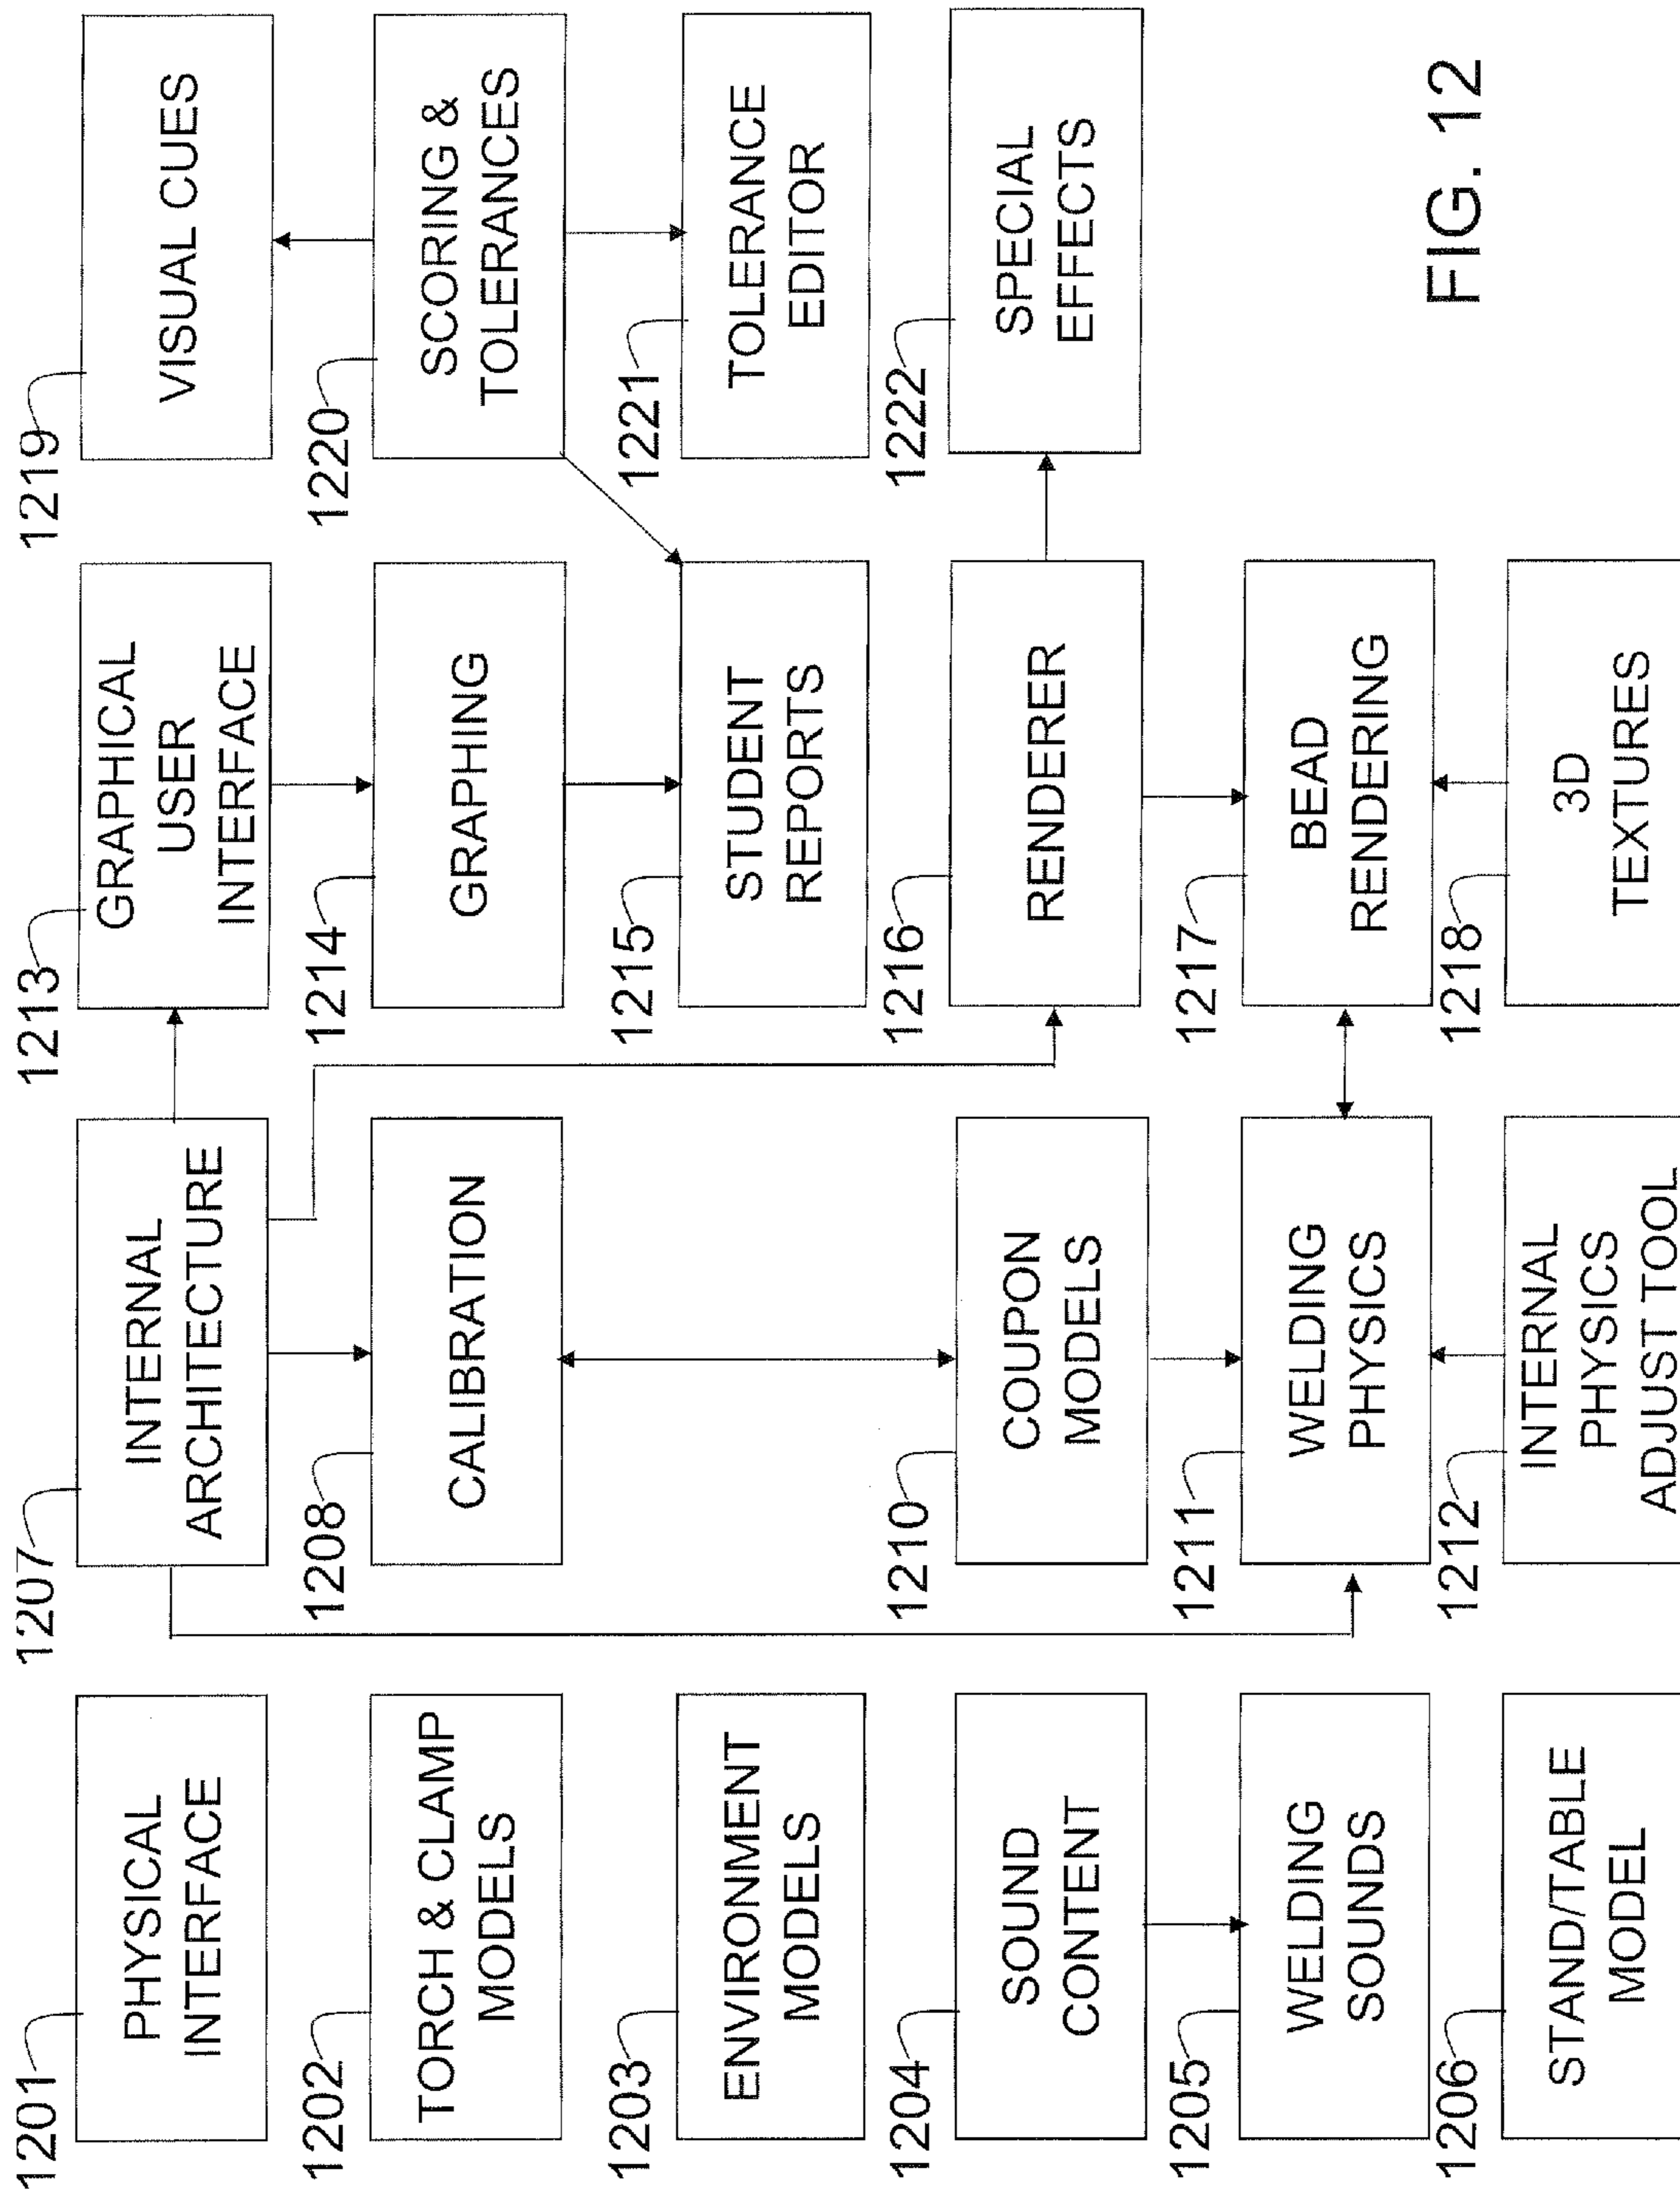 1201
PHYSICAL
INTERFACE
1202
TORCH & CLAMP
MODELS
1203
ENVIRONMENT
MODELS
1204
SOUND
CONTENT
1205
WELDING
SOUNDS
1206
STAND/TABLE
MODEL
1207
INTERNAL
ARCHITECTURE
1208
CALIBRATION
1210
COUPON
MODELS
1211
WELDING
PHYSICS
1212
INTERNAL
PHYSICS
ADJUST TOOL
1213
GRAPHICAL
USER
INTERFACE
1214
GRAPHING
1215
STUDENT
REPORTS
1216
RENDERER
1217
BEAD
RENDERING
1218
3D
TEXTURES
1219
VISUAL CUES
1220
SCORING &
TOLERANCES
1221
TOLERANCE
EDITOR
1222
SPECIAL
EFFECTS
FIG. 12